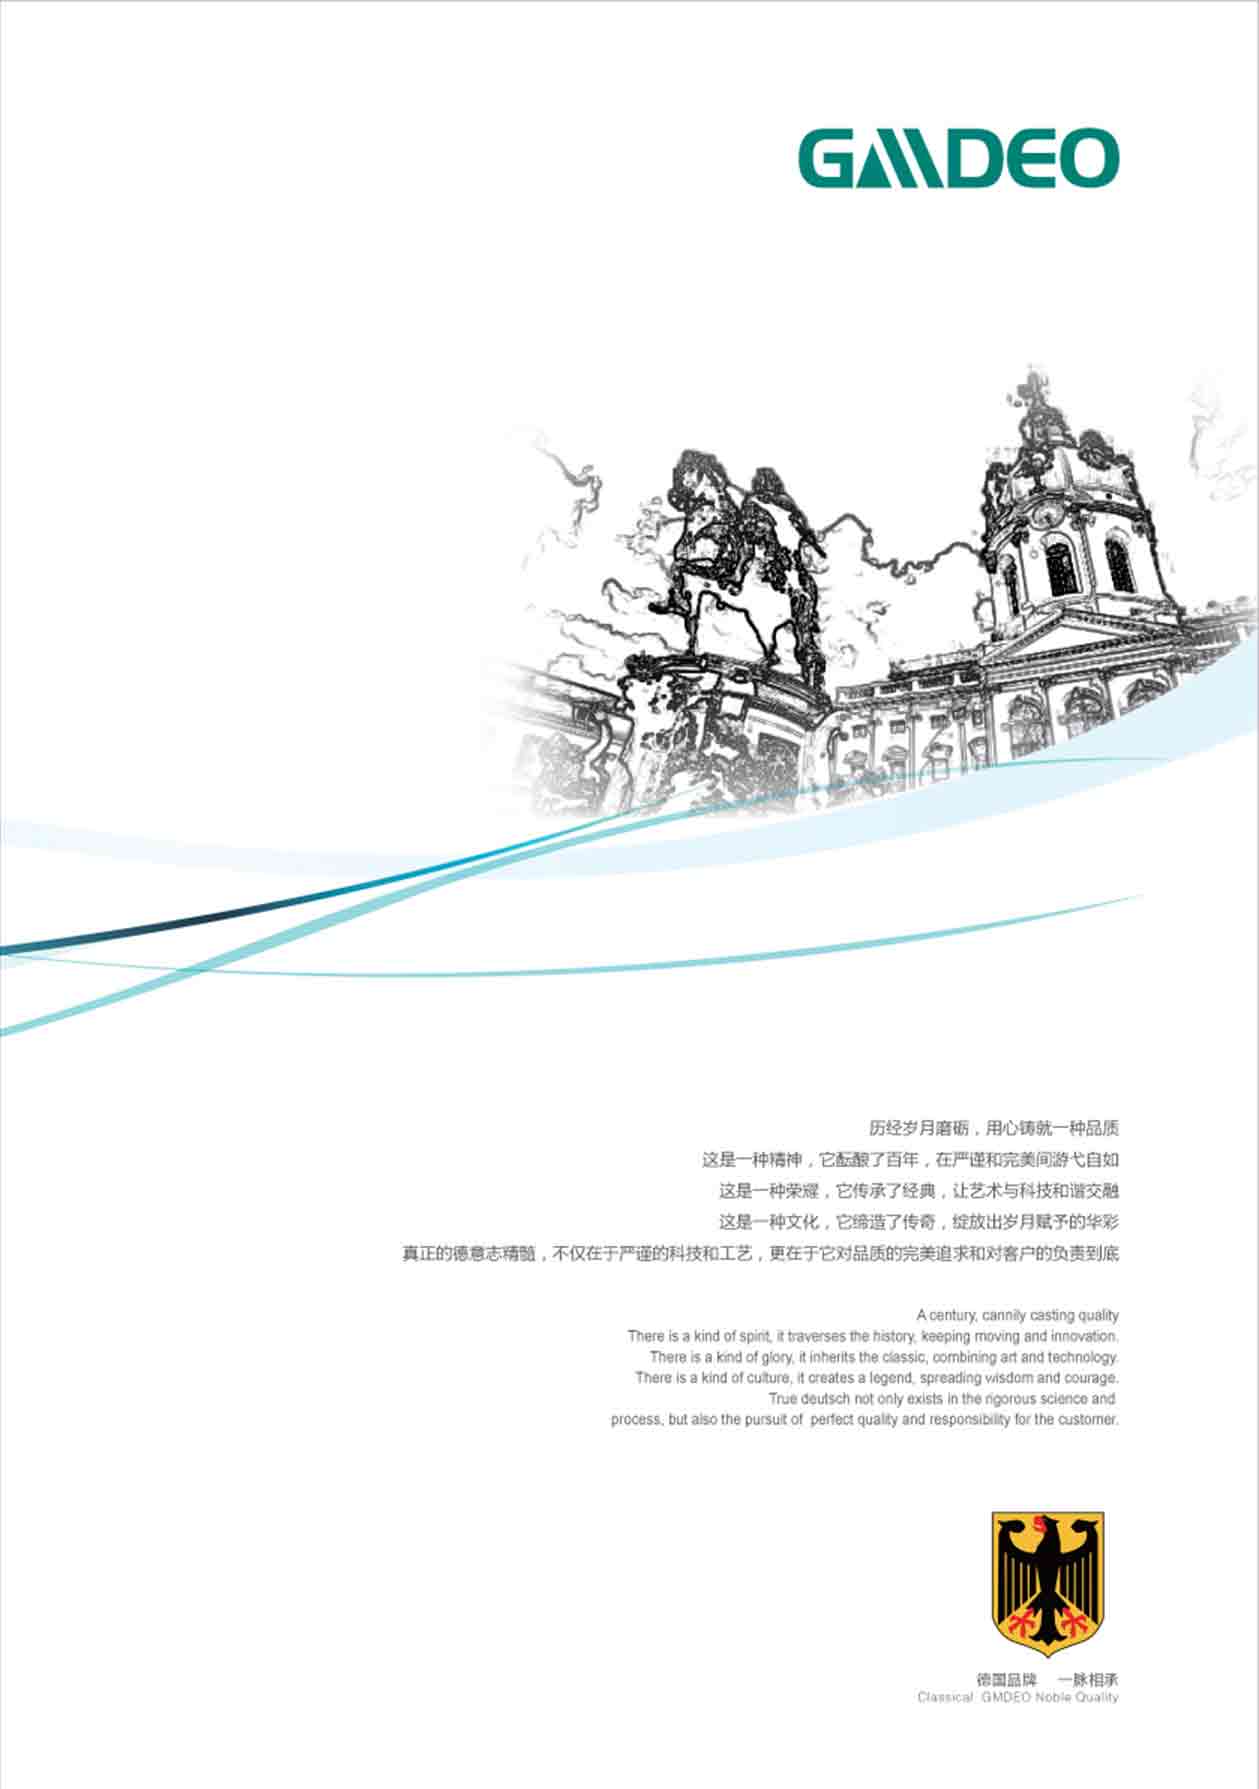 GMDEO
历经岁月磨砺，用心铸就一种品质
这是一种精神，它酝酿了百年，在严谨和完美间游弋自如
这是一种荣耀，它传承了经典，让艺术与科技和谐交融
这是一种文化，它缔造了传奇，绽放出岁月赋予的华彩
真正的德意志精髓，不仅在于严谨的科技和工艺，更在于它对品质的完美追求和对客户的负责到底
A century, cannily casting quality
There is a kind of spirit, it traverses the history, keeping moving and innovation.
There is a kind of glory, it inherits the classic, combining art and technology.
There is a kind of culture, it creates a legend, spreading wisdom and courage.
True deutsch not only exists in the rigorous science and
process, but also the pursuit of perfect quality and responsibility for the customer.
德国品牌 一脉相承
Classical GMDEO Noble Quality